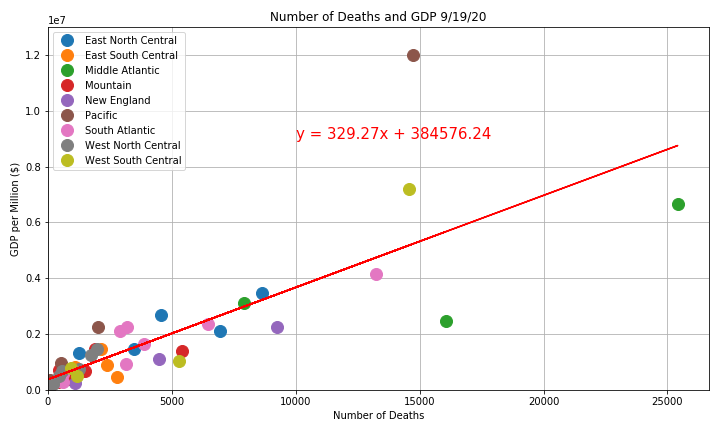 Number of Deaths and GDP 9/19/20
1e7
East North Central
East South Central
Middle Atlantic
Mountain
New England
Pacific
South Atlantic
West North Central
West South Central
y = 329.27x + 384576.24
1.2
1.0
0.8
0.6
0.4
0.2
0.0
GDP per Million ($)
0 5000 10000 15000 20000 25000
Number of Deaths